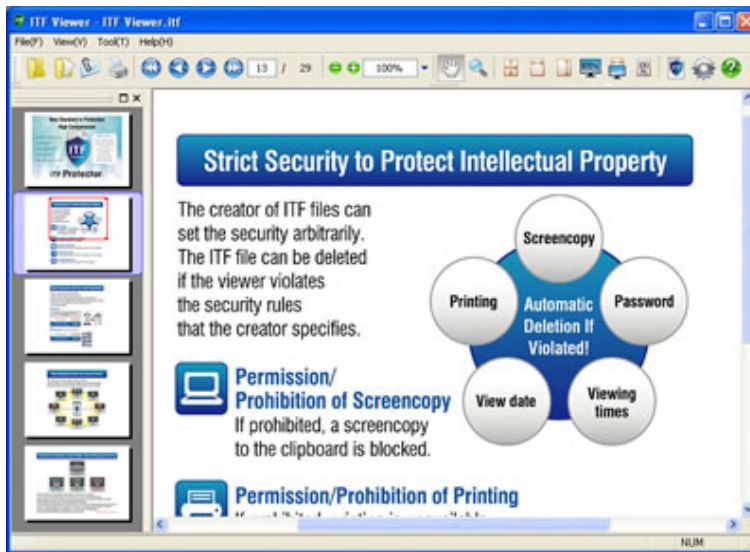 ITF Viewer - ITF Viewer.itf
File(F) View(V) Tool(T) Help(H)
13 / 29 100%
ITF
ITF Protector
Strict Security to Protect Intellectual Property
The creator of ITF files can
set the security arbitrarily.
The ITF file can be deleted
if the viewer violates
the security rules
that the creator specifies.
Screencopy
Printing
Password
Automatic
Deletion If
Violated!
View date
Viewing
times
Permission/
Prohibition of Screencopy
If prohibited, a screencopy
to the clipboard is blocked.
Permission/Prohibition of Printing
NUM